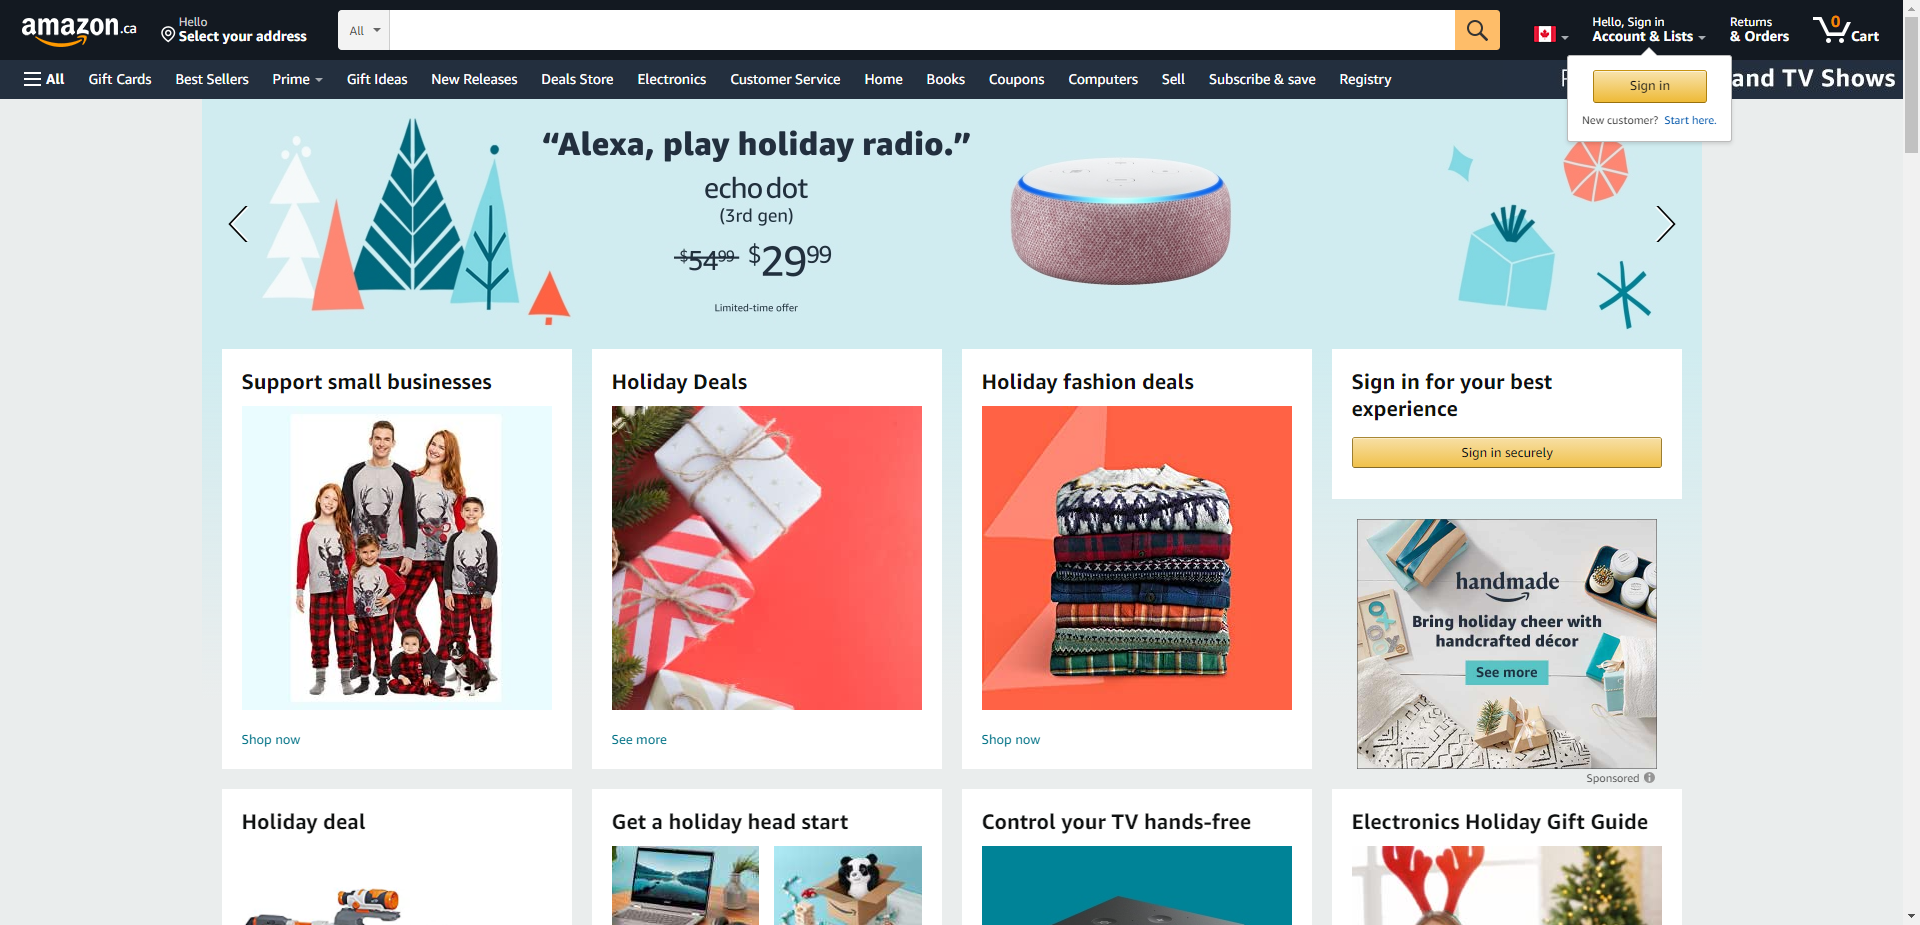 amazon.ca
Hello
Select your address
All
Hello, Sign in
Account & Lists
Returns
& Orders
0
Cart
All
Gift Cards
Best Sellers
Prime
Gift Ideas
New Releases
Deals Store
Electronics
Customer Service
Home
Books
Coupons
Computers
Sell
Subscribe & save
Registry
and TV Shows
Sign in
New customer? Start here.
“Alexa, play holiday radio.”
echo dot
(3rd gen)
$5499 $2999
Limited-time offer
Support small businesses
Shop now
Holiday Deals
See more
Holiday fashion deals
Shop now
Sign in for your best
experience
Sign in securely
handmade
Bring holiday cheer with
handcrafted décor
See more
Sponsored
Holiday deal
Get a holiday head start
Control your TV hands-free
Electronics Holiday Gift Guide